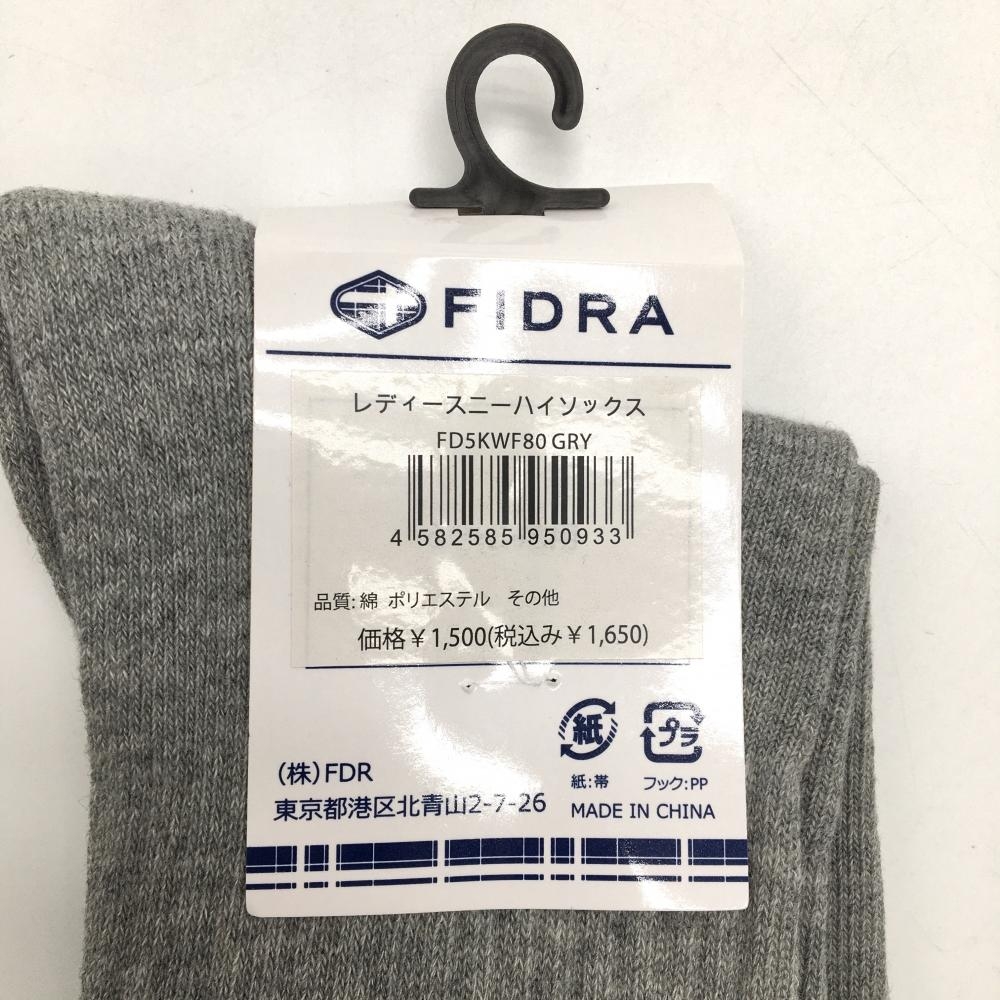 FIDRA
レディースニーハイソックス
FD5KWF80 GRY
4 582585 950933
品質: 綿 ポリエステル その他
価格￥1,500(税込み￥1,650)
紙 プラ
紙:帯 フック:PP
(株)FDR
東京都港区北青山2-7-26
MADE IN CHINA